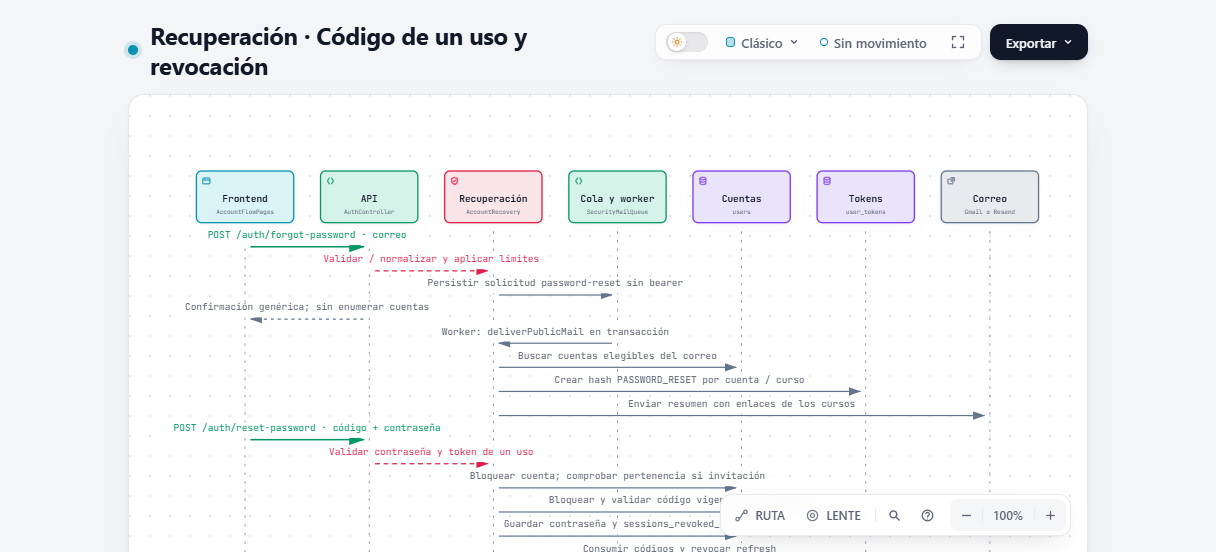 Recuperación · Código de un uso y
revocación
Clásico
Sin movimiento
Exportar
Frontend
AccountFlowPages
API
AuthController
Recuperación
AccountRecovery
Cola y worker
SecurityMailQueue
Cuentas
users
Tokens
user_tokens
Correo
Gmail o Resend
POST /auth/forgot-password · correo
Validar / normalizar y aplicar límites
Persistir solicitud password-reset sin bearer
Confirmación genérica; sin enumerar cuentas
Worker: deliverPublicMail en transacción
Buscar cuentas elegibles del correo
Crear hash PASSWORD_RESET por cuenta / curso
Enviar resumen con enlaces de los cursos
POST /auth/reset-password · código + contraseña
Validar contraseña y token de un uso
Bloquear cuenta; comprobar pertenencia si invitación
Bloquear y validar código vige
Guardar contraseña y sessions_revoked_
Consumir códigos y revocar refresh
RUTA
LENTE
100%